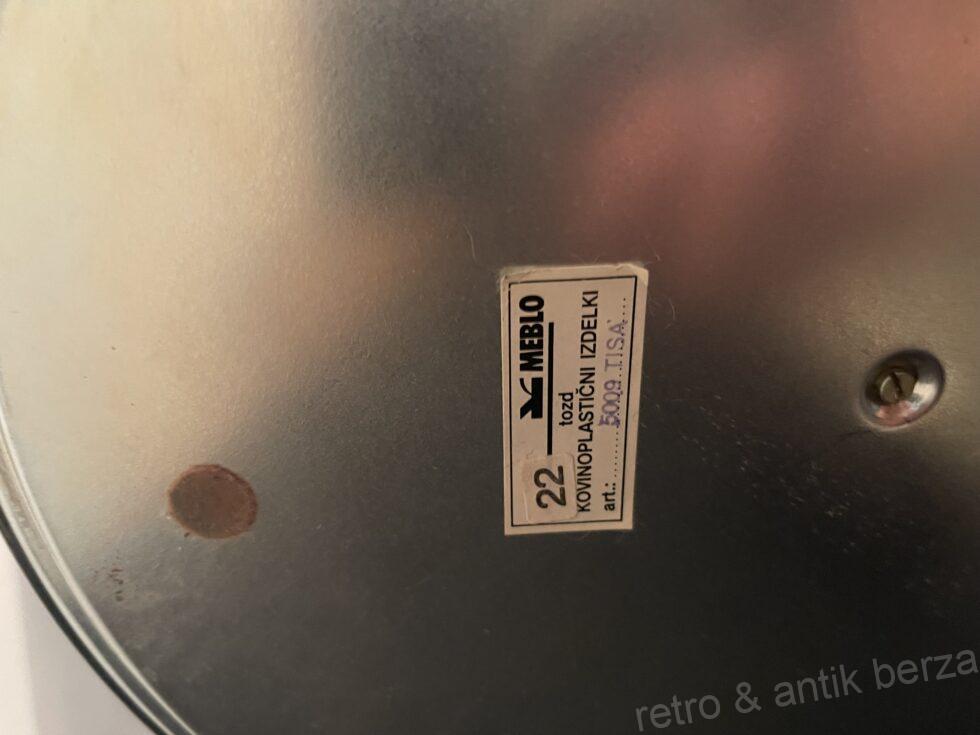 MEBLO
22 tozd
KOVINOPLASTIČNI IZDELKI
art.: 5009 TISA
retro & antik berza